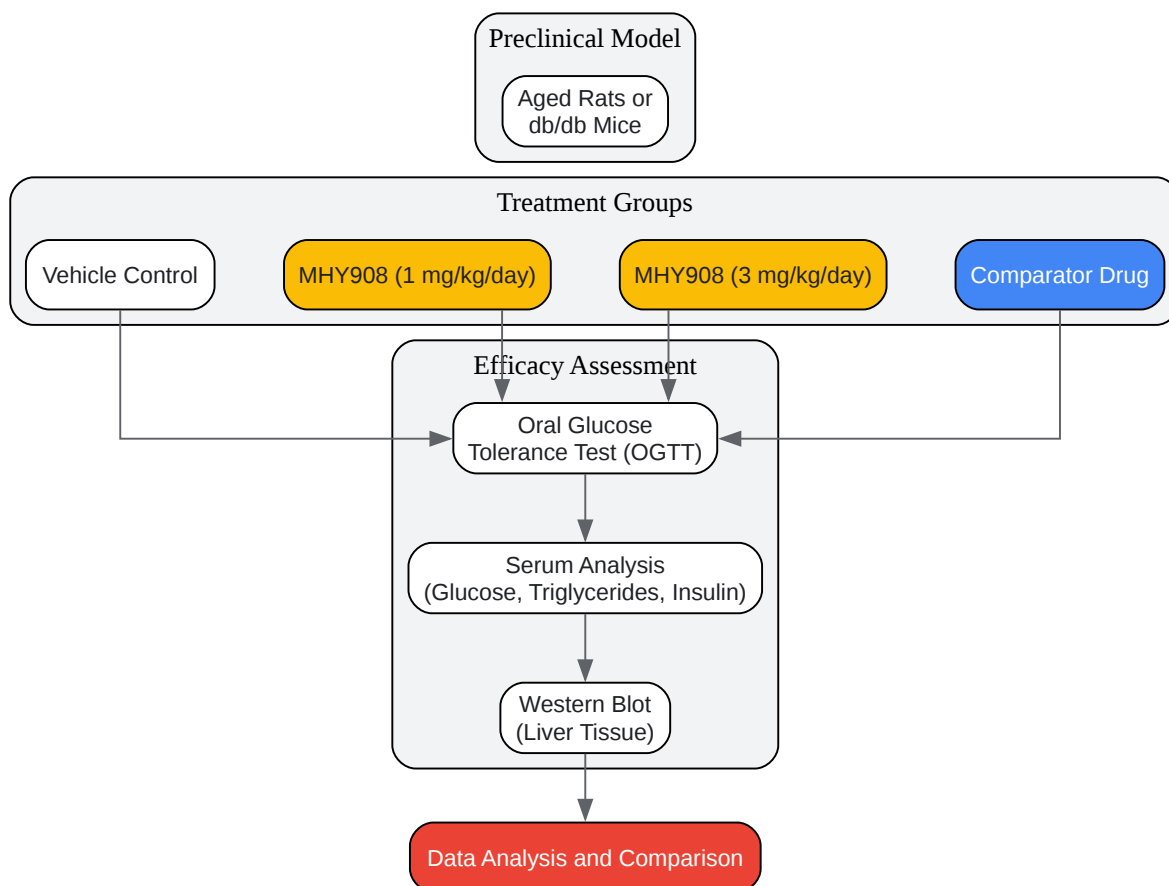 Preclinical Model
Aged Rats or
db/db Mice
Treatment Groups
Vehicle Control
MHY908 (1 mg/kg/day)
MHY908 (3 mg/kg/day)
Comparator Drug
Efficacy Assessment
Oral Glucose
Tolerance Test (OGTT)
Serum Analysis
(Glucose, Triglycerides, Insulin)
Western Blot
(Liver Tissue)
Data Analysis and Comparison